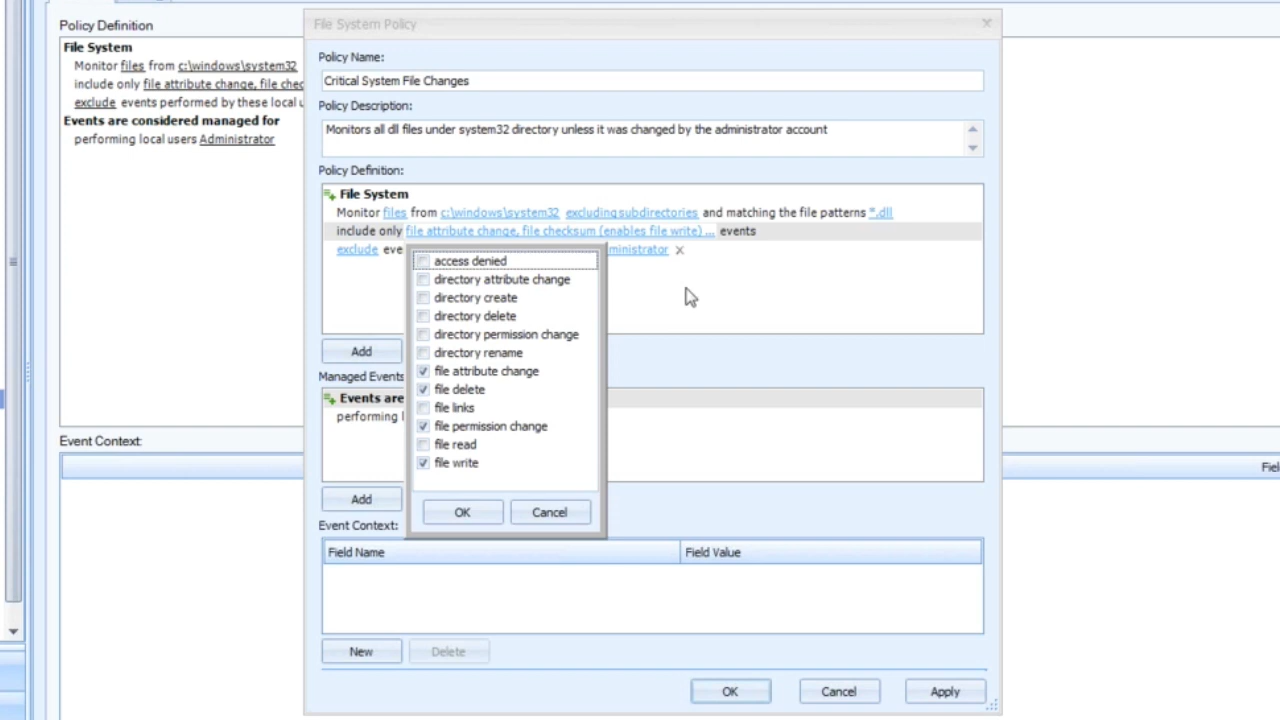 Policy Definition
File System
Monitor files from c:\windows\system32
include only file attribute change, file chec
exclude events performed by these local u
Events are considered managed for
performing local users Administrator
Event Context:
Fiel
File System Policy
Policy Name:
Critical System File Changes
Policy Description:
Monitors all dll files under system32 directory unless it was changed by the administrator account
Policy Definition:
File System
Monitor files from c:\windows\system32 excluding subdirectories and matching the file patterns *.dll
include only file attribute change, file checksum (enables file write) ... events
exclude eve ministrator
access denied
directory attribute change
directory create
directory delete
directory permission change
directory rename
file attribute change
file delete
file links
file permission change
file read
file write
OK Cancel
Add
Managed Events
Events are
performing l
Add
Event Context:
Field Name Field Value
New Delete
OK Cancel Apply